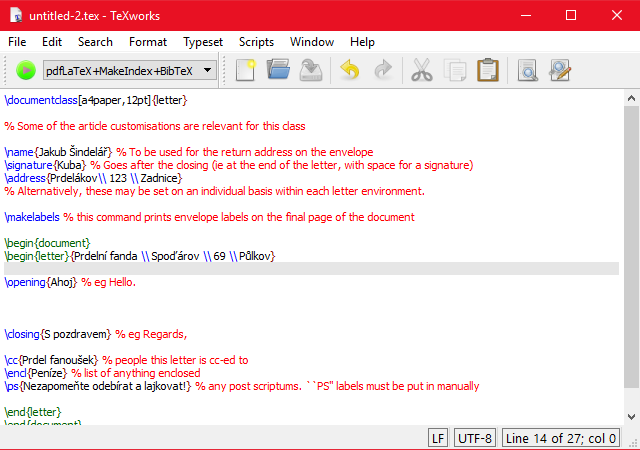 untitled-2.tex - TeXworks
File Edit Search Format Typeset Scripts Window Help
pdfLaTeX+MakeIndex+BibTeX
\documentclass[a4paper,12pt]{letter}
% Some of the article customisations are relevant for this class
\name{Jakub Šindelář} % To be used for the return address on the envelope
\signature{Kuba} % Goes after the closing (ie at the end of the letter, with space for a signature)
\address{Prdelákov\\ 123 \\ Zadnice}
% Alternatively, these may be set on an individual basis within each letter environment.
\makelabels % this command prints envelope labels on the final page of the document
\begin{document}
\begin{letter}{Prdelní fanda \\ Spoďárov \\ 69 \\ Půlkov}
\opening{Ahoj} % eg Hello.
\closing{S pozdravem} % eg Regards,
\cc{Prdel fanoušek} % people this letter is cc-ed to
\encl{Peníze} % list of anything enclosed
\ps{Nezapomeňte odebírat a lajkovat!} % any post scriptums. ``PS'' labels must be put in manually
\end{letter}
\end{document}
LF UTF-8 Line 14 of 27; col 0